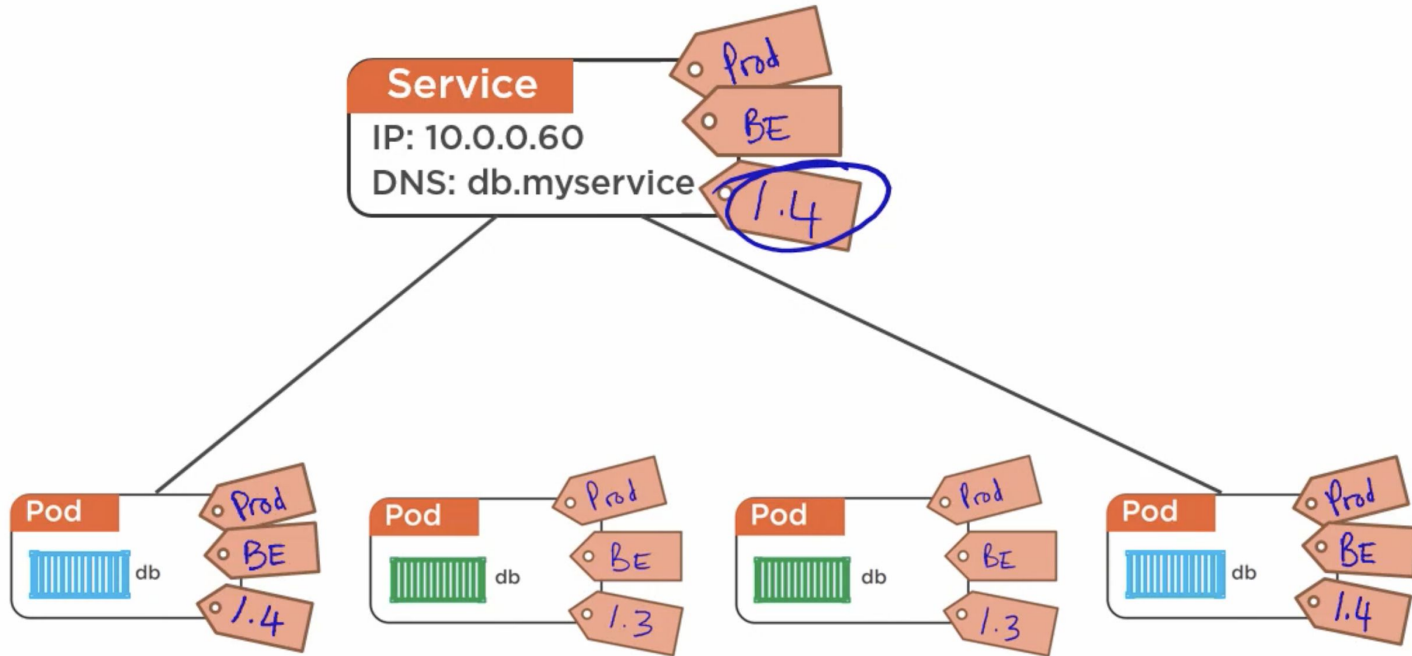 Service
IP: 10.0.0.60
DNS: db.myservice
Prod
BE
1.4
Pod
db
Prod
BE
1.4
Pod
db
Prod
BE
1.3
Pod
db
Prod
BE
1.3
Pod
db
Prod
BE
1.4